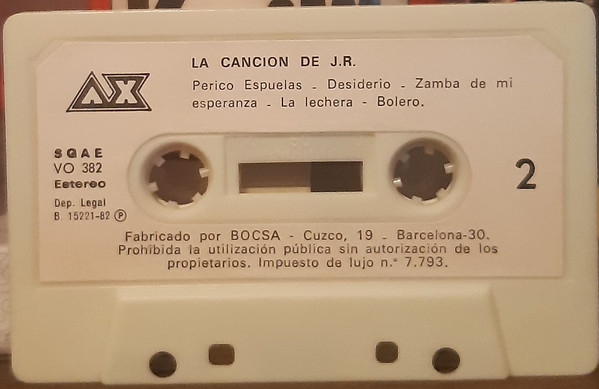 AX
LA CANCION DE J.R.
Perico Espuelas - Desiderio - Zamba de mi
esperanza - La lechera - Bolero.
SGAE
VO 382
Estereo
2
Dep. Legal
B 15221-82 Ⓟ
Fabricado por BOCSA - Cuzco, 19 - Barcelona-30.
Prohibida la utilización pública sin autorización de los
propietarios. Impuesto de lujo n.° 7.793.